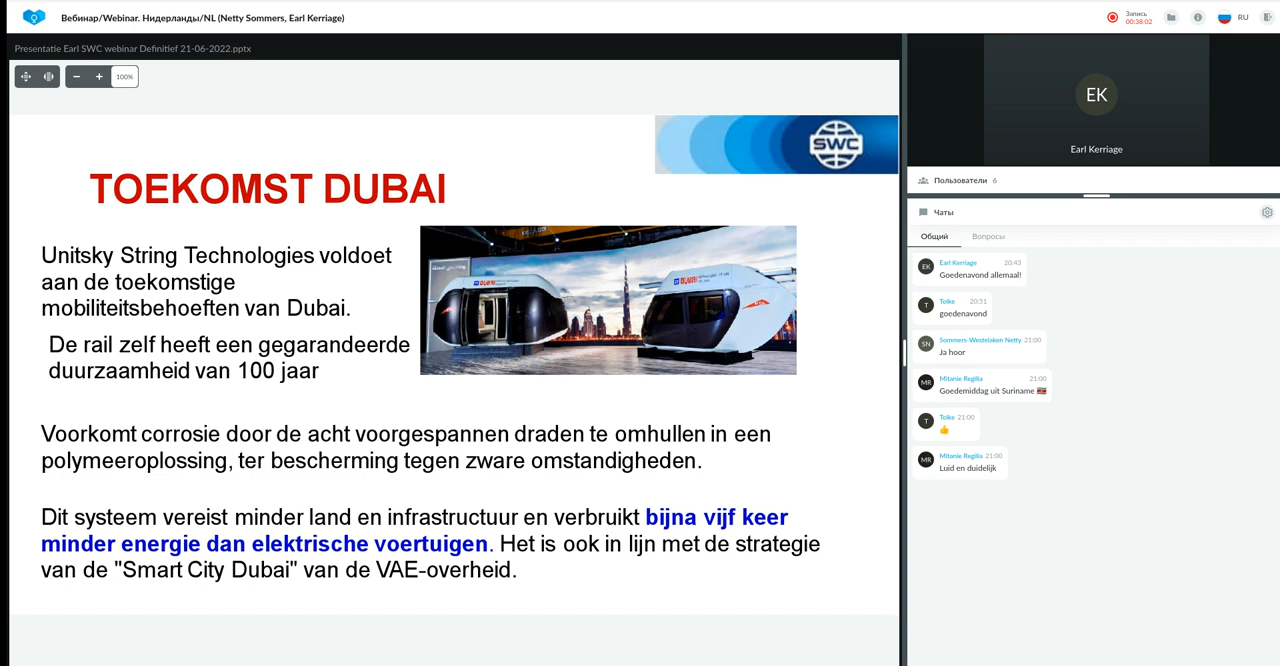 Вебинар/Webinar. Нидерланды/NL (Netty Sommers, Earl Kerriage)
Запись
00:38:02
RU
Presentatie Earl SWC webinar Definitief 21-06-2022.pptx
100%
SWC
TOEKOMST DUBAI
Unitsky String Technologies voldoet
aan de toekomstige
mobiliteitsbehoeften van Dubai.
De rail zelf heeft een gegarandeerde
duurzaamheid van 100 jaar
Voorkomt corrosie door de acht voorgespannen draden te omhullen in een
polymeeroplossing, ter bescherming tegen zware omstandigheden.
Dit systeem vereist minder land en infrastructuur en verbruikt bijna vijf keer
minder energie dan elektrische voertuigen. Het is ook in lijn met de strategie
van de "Smart City Dubai" van de VAE-overheid.
EK
Earl Kerriage
Пользователи 6
Чаты
Общий Вопросы
EK Earl Kerriage 20:43
Goedenavond allemaal!
T Toike 20:51
goedenavond
SN Sommers-Westelaken Netty 21:00
Ja hoor
MR Mitanie Regilia 21:00
Goedemiddag uit Suriname 🇸🇷
T Toike 21:00
👍
MR Mitanie Regilia 21:00
Luid en duidelijk